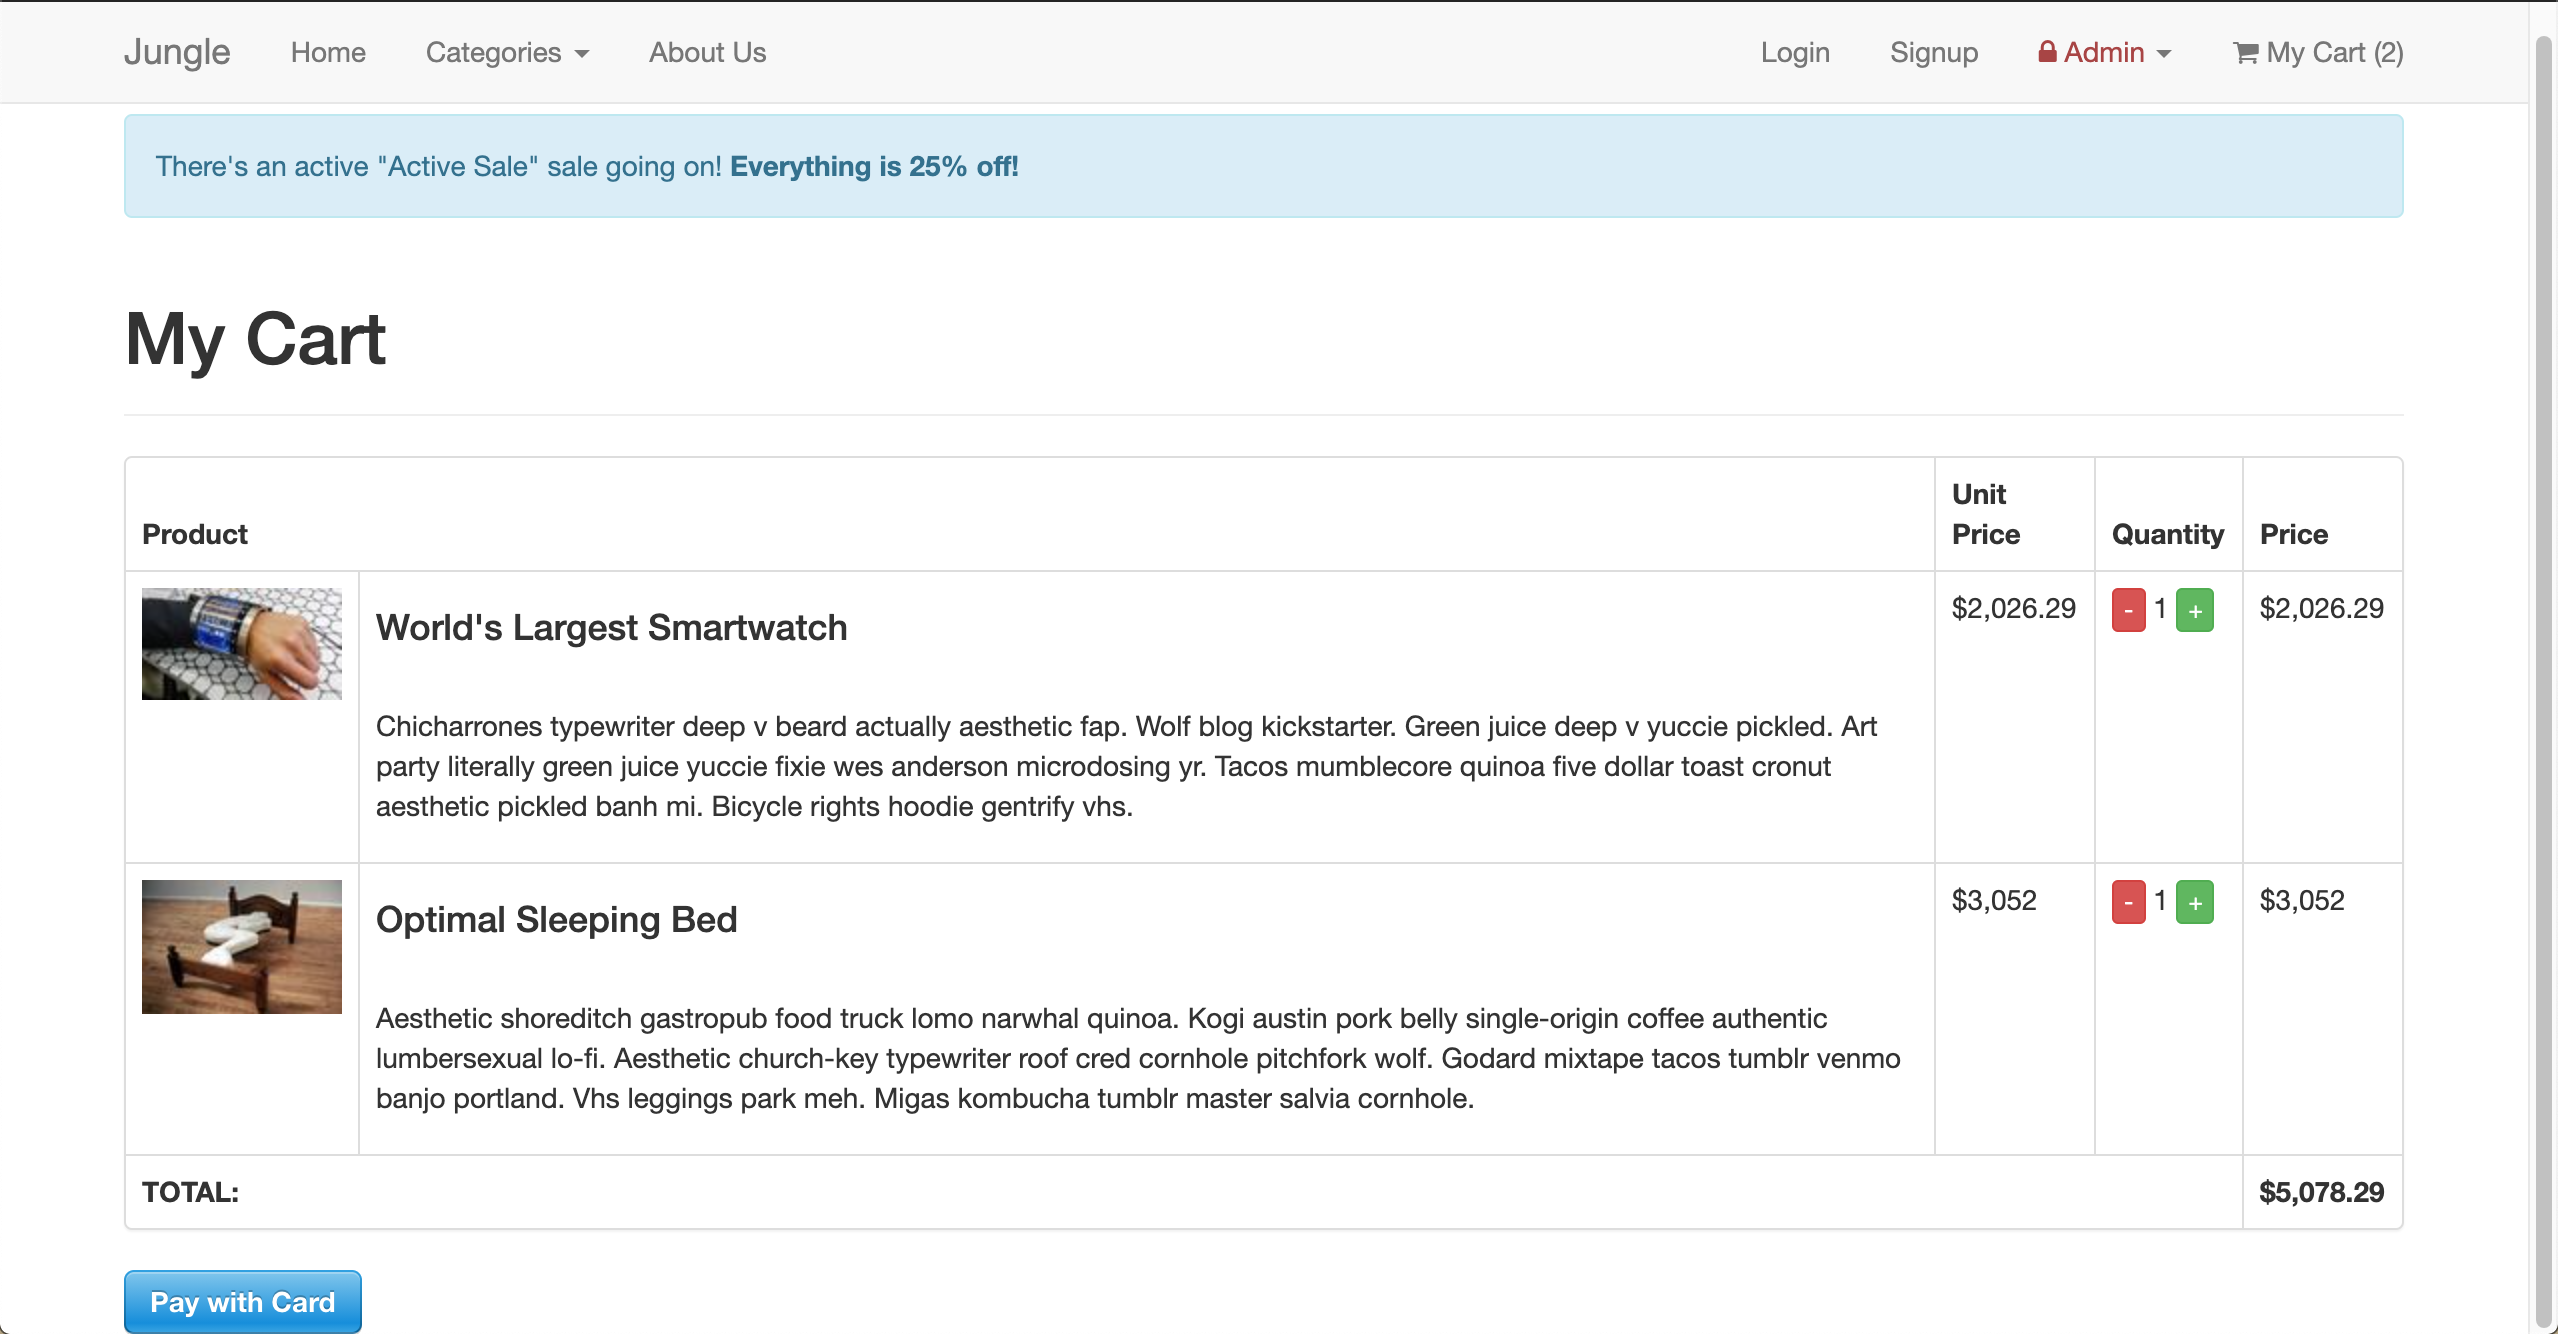 Jungle Home Categories About Us Login Signup Admin My Cart (2)
There's an active "Active Sale" sale going on! Everything is 25% off!
My Cart
Product Unit Price Quantity Price
World's Largest Smartwatch $2,026.29 - 1 + $2,026.29
Chicharrones typewriter deep v beard actually aesthetic fap. Wolf blog kickstarter. Green juice deep v yuccie pickled. Art
party literally green juice yuccie fixie wes anderson microdosing yr. Tacos mumblecore quinoa five dollar toast cronut
aesthetic pickled banh mi. Bicycle rights hoodie gentrify vhs.
Optimal Sleeping Bed $3,052 - 1 + $3,052
Aesthetic shoreditch gastropub food truck lomo narwhal quinoa. Kogi austin pork belly single-origin coffee authentic
lumbersexual lo-fi. Aesthetic church-key typewriter roof cred cornhole pitchfork wolf. Godard mixtape tacos tumblr venmo
banjo portland. Vhs leggings park meh. Migas kombucha tumblr master salvia cornhole.
TOTAL: $5,078.29
Pay with Card